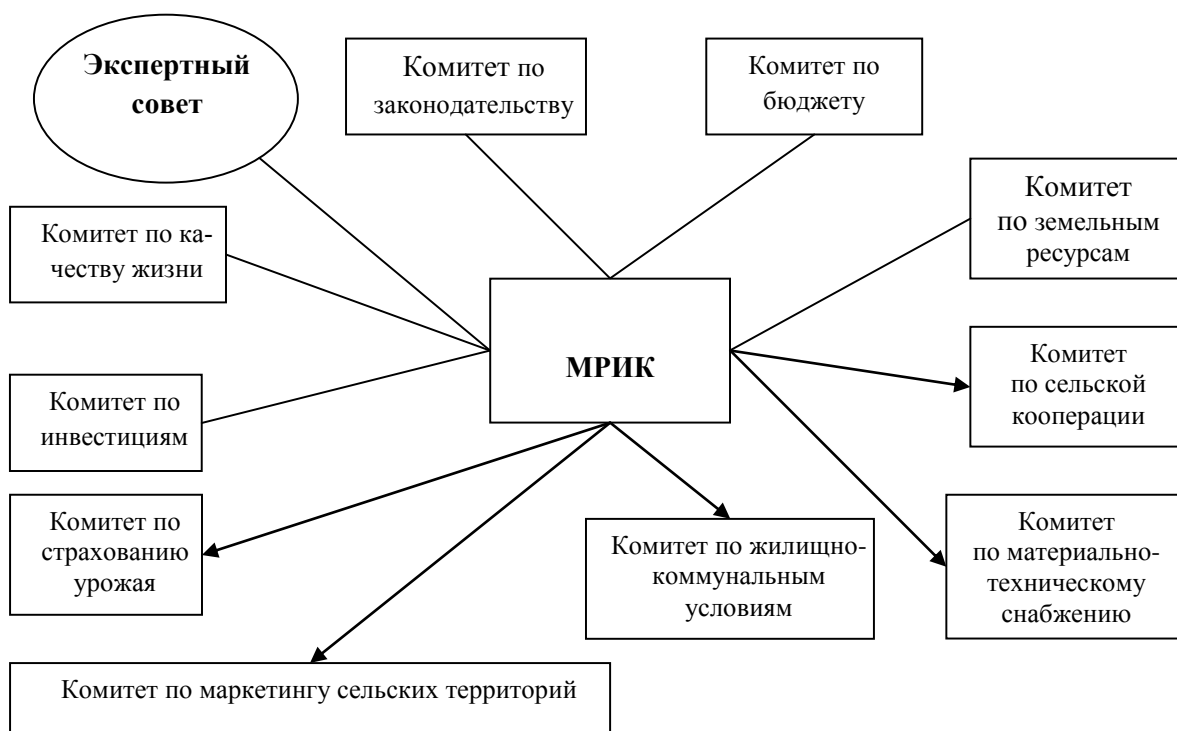 Экспертный
совет
Комитет по
законодательству
Комитет по
бюджету
Комитет
по земельным
ресурсам
Комитет по ка-
честву жизни
МРИК
Комитет
по сельской
кооперации
Комитет по
инвестициям
Комитет по
страхованию
урожая
Комитет по жилищно-
коммунальным
условиям
Комитет
по материально-
техническому
снабжению
Комитет по маркетингу сельских территорий